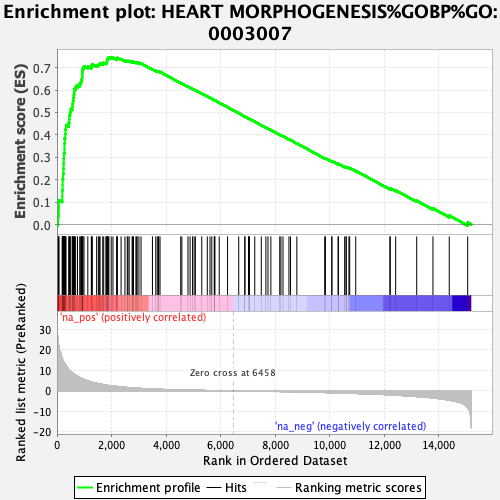 Enrichment plot: HEART MORPHOGENESIS%GOBP%GO:
0003007
Enrichment score (ES)
0.7
0.6
0.5
0.4
0.3
0.2
0.1
0.0
'na_pos' (positively correlated)
Ranked list metric (PreRanked)
30
20
10
0
-10
-20
Zero cross at 6458
'na_neg' (negatively correlated)
0
2,000
4,000
6,000
8,000
10,000
12,000
14,000
Rank in Ordered Dataset
Enrichment profile
Hits
Ranking metric scores